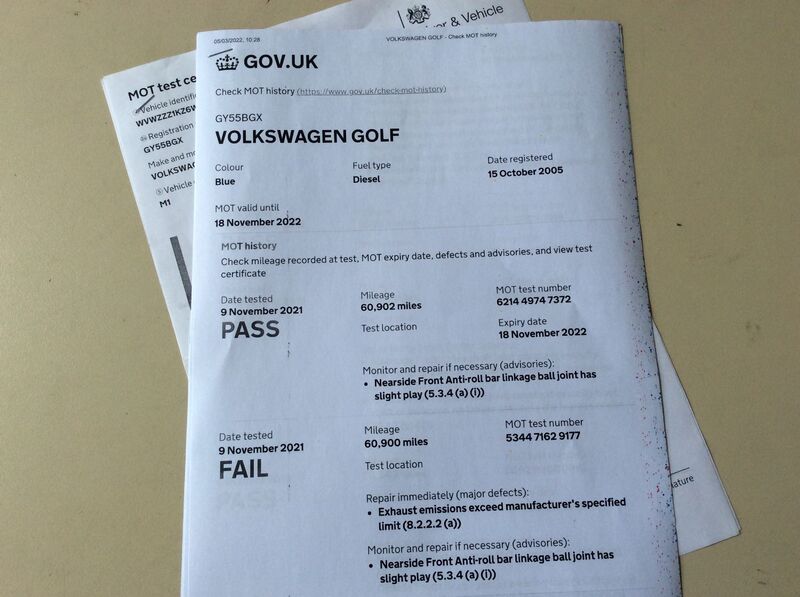 05/03/2022, 10:28
VOLKSWAGEN GOLF - Check MOT history
& Vehicle
GOV.UK
Check MOT history (https://www.gov.uk/check-mot-history)
GY55BGX
VOLKSWAGEN GOLF
Colour
Blue
Fuel type
Diesel
Date registered
15 October 2005
MOT valid until
18 November 2022
MOT history
Check mileage recorded at test, MOT expiry date, defects and advisories, and view test
certificate
Date tested
9 November 2021
PASS
Mileage
60,902 miles
Test location
MOT test number
6214 4974 7372
Expiry date
18 November 2022
Monitor and repair if necessary (advisories):
• Nearside Front Anti-roll bar linkage ball joint has
slight play (5.3.4 (a) (i))
Date tested
9 November 2021
FAIL
Mileage
60,900 miles
Test location
MOT test number
5344 7162 9177
Repair immediately (major defects):
• Exhaust emissions exceed manufacturer's specified
limit (8.2.2.2 (a))
Monitor and repair if necessary (advisories):
• Nearside Front Anti-roll bar linkage ball joint has
slight play (5.3.4 (a) (i))
MOT test
Vehicle
WVWZZZ1KZ6W
Registration
GY55BGX
Make and
VOLKSWAG
Vehicle
M1